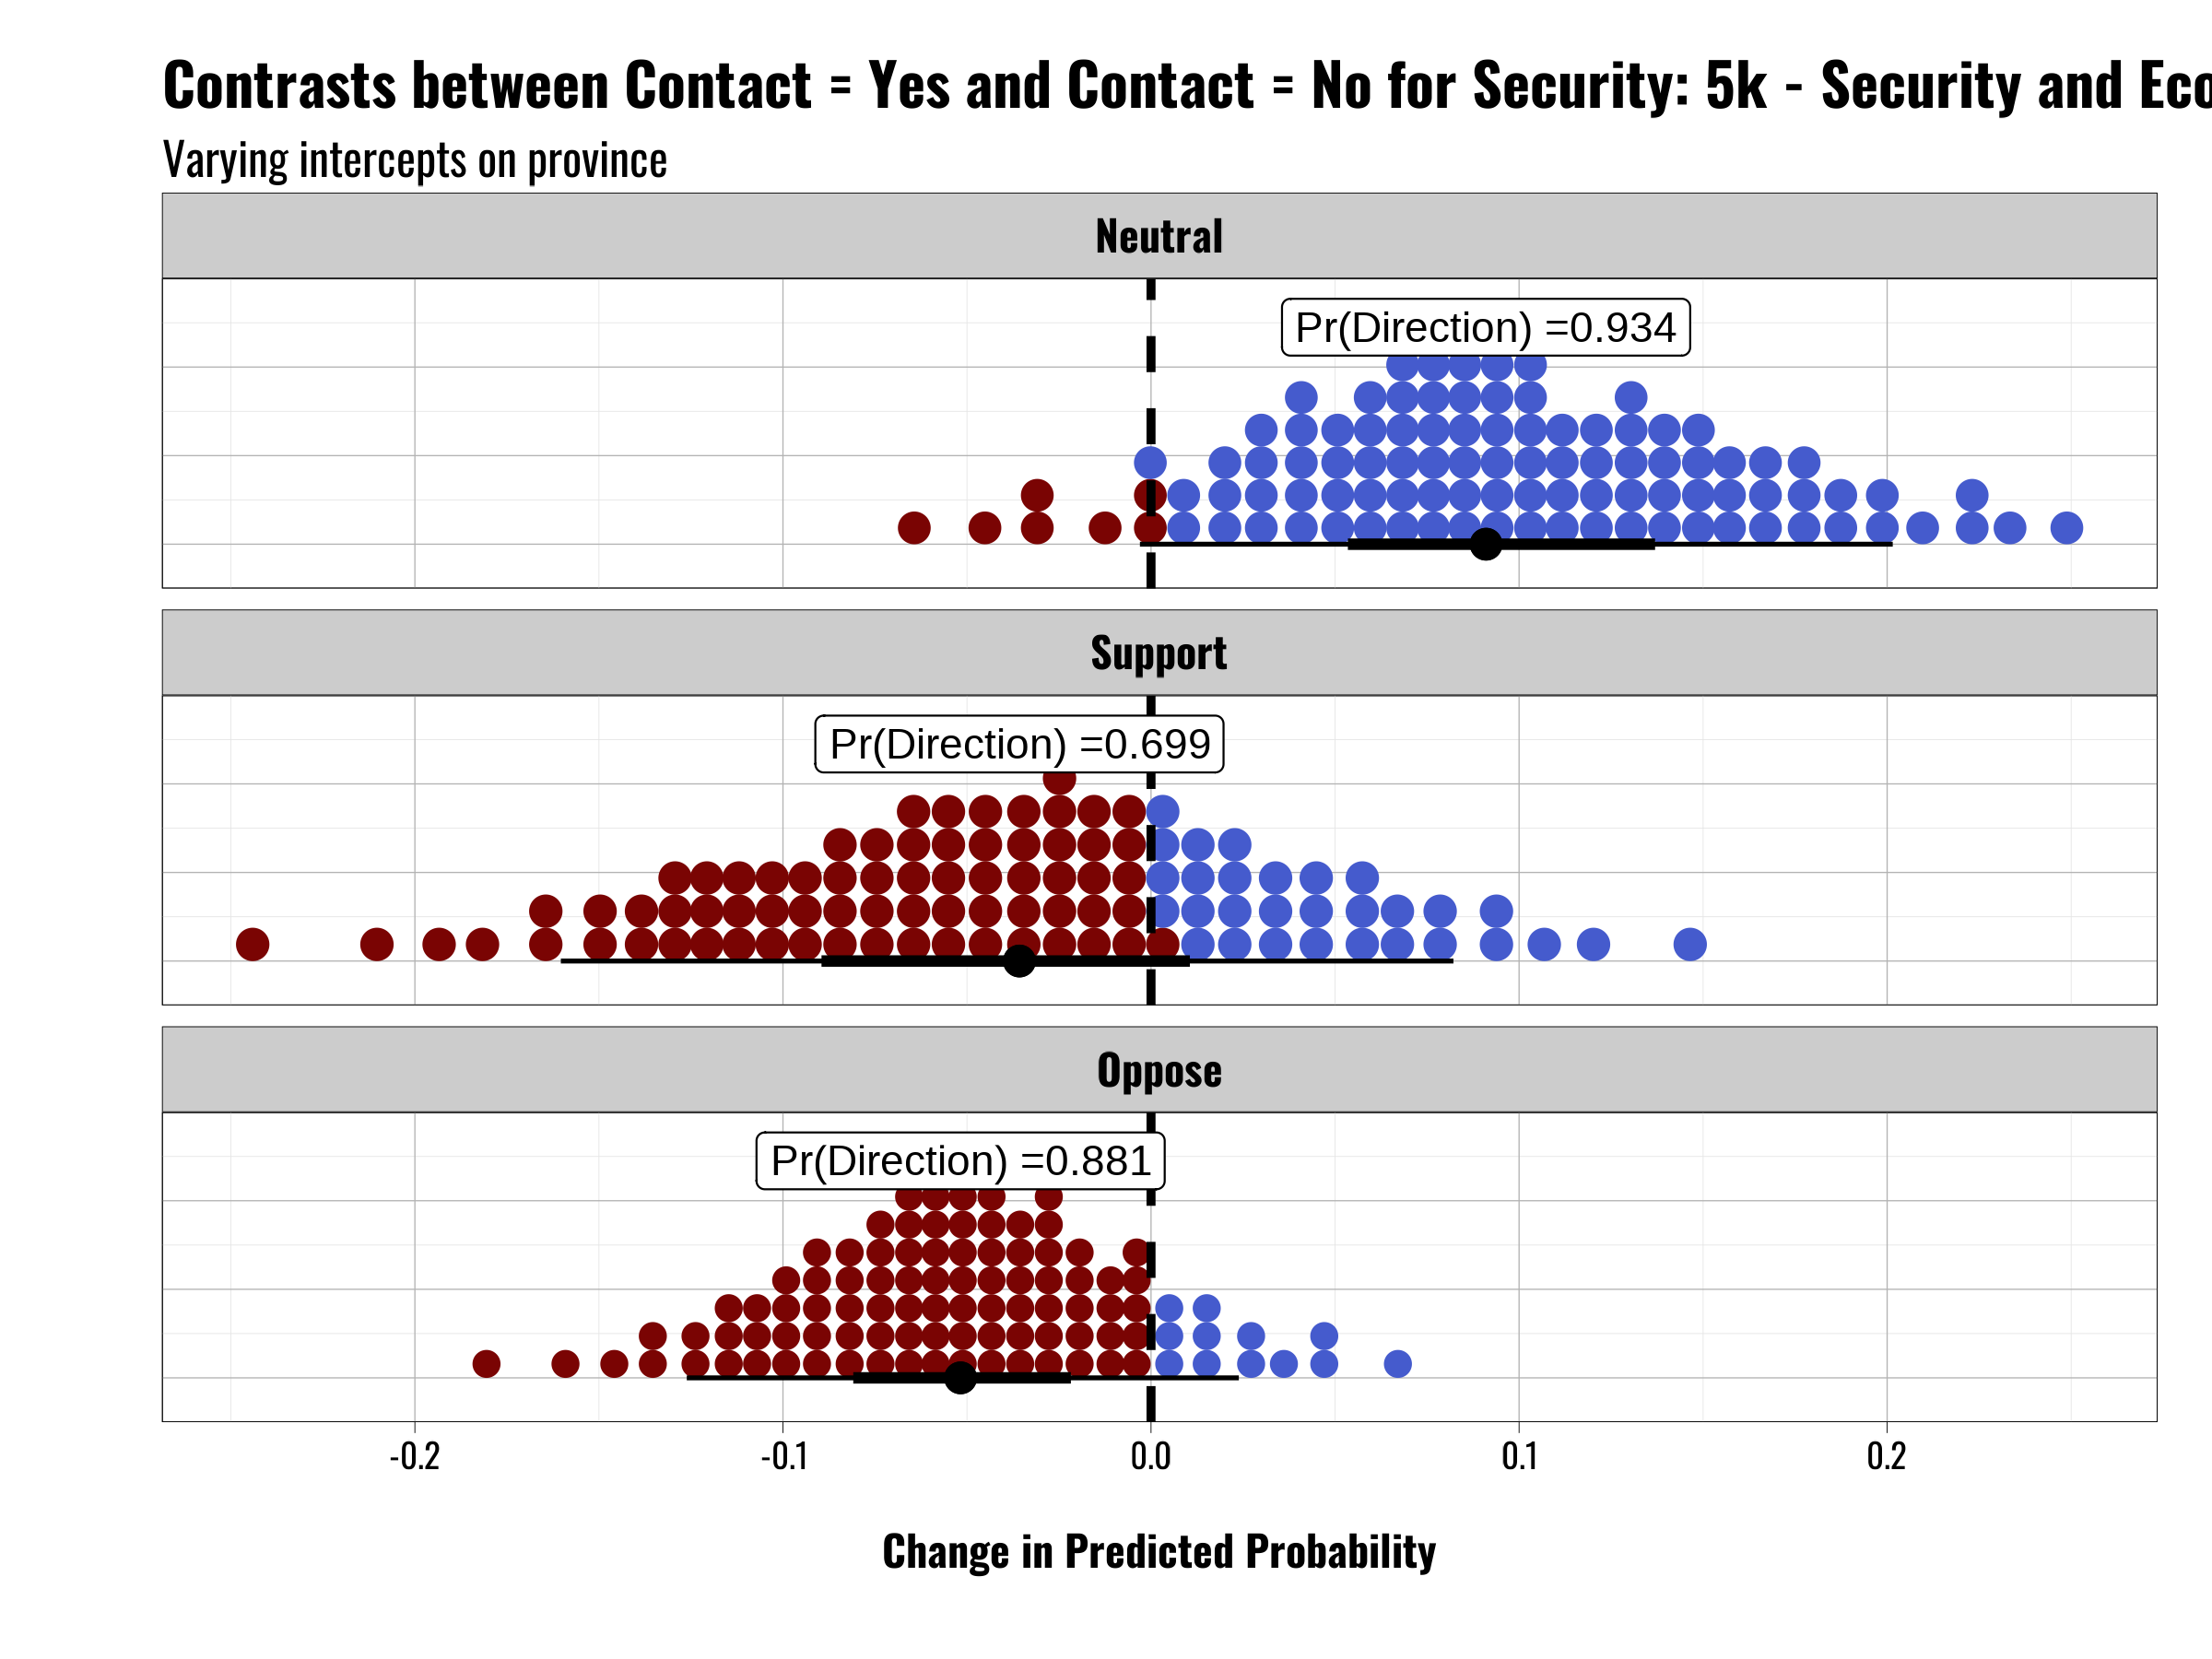 Contrasts between Contact = Yes and Contact = No for Security: 5k - Security and Eco
Varying intercepts on province
Neutral
Pr(Direction) =0.934
Support
Pr(Direction) =0.699
Oppose
Pr(Direction) =0.881
-0.2 -0.1 0.0 0.1 0.2
Change in Predicted Probability